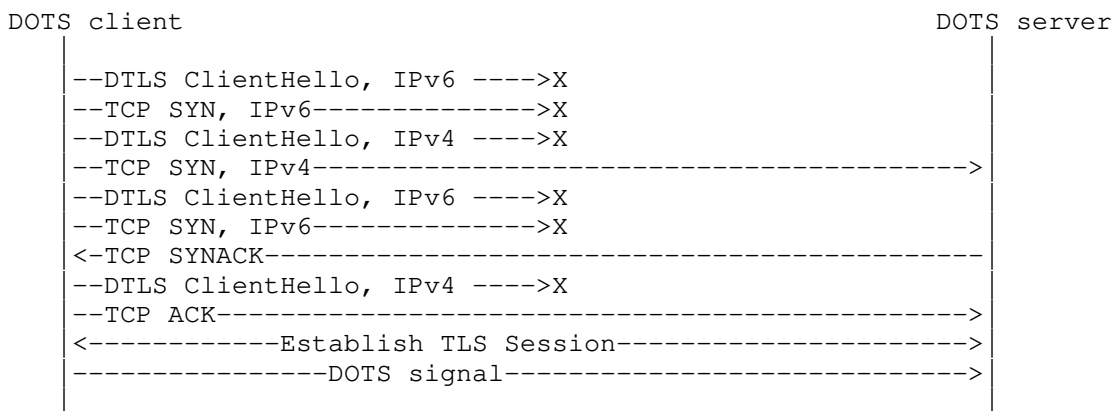 DOTS client DOTS server
--DTLS ClientHello, IPv6 ---->X
--TCP SYN, IPv6-------------->X
--DTLS ClientHello, IPv4 ---->X
--TCP SYN, IPv4----------------------------------------->
--DTLS ClientHello, IPv6 ---->X
--TCP SYN, IPv6-------------->X
<-TCP SYNACK---------------------------------------------
--DTLS ClientHello, IPv4 ---->X
--TCP ACK----------------------------------------------->
<------------Establish TLS Session---------------------->
----------------DOTS signal----------------------------->